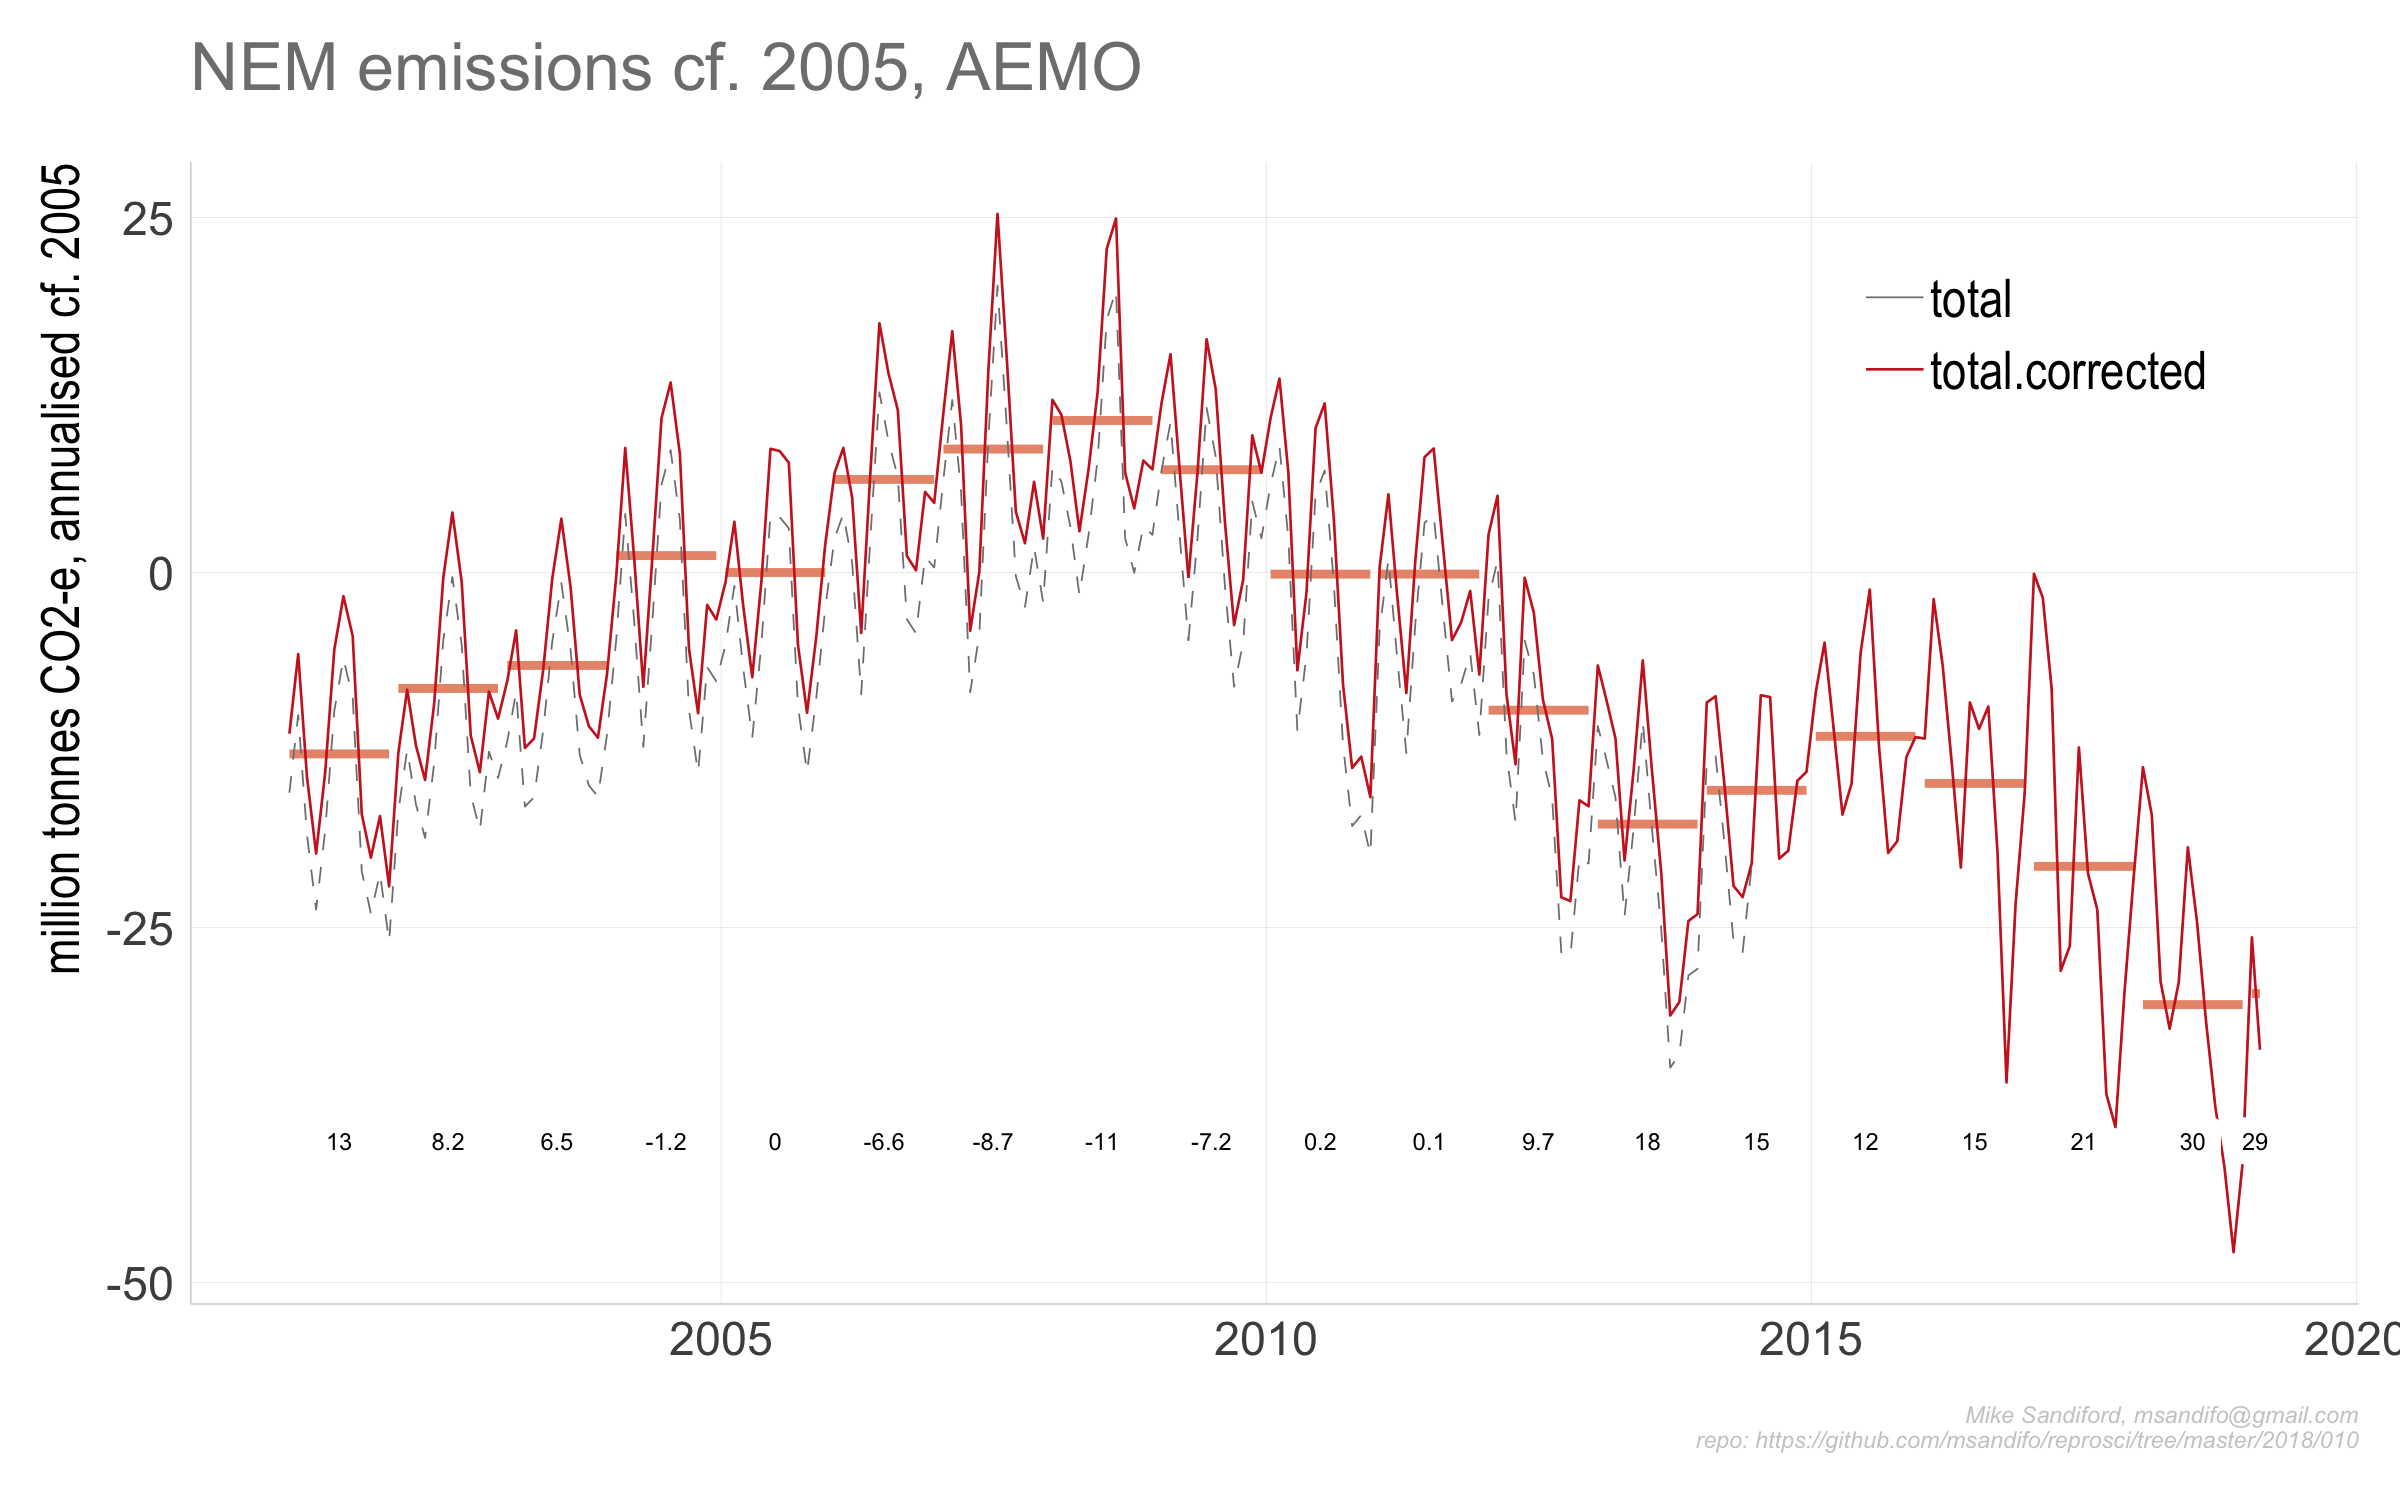 NEM emissions cf. 2005, AEMO
million tonnes CO2-e, annualised cf. 2005
25
0
-25
-50
total
total.corrected
13 8.2 6.5 -1.2 0 -6.6 -8.7 -11 -7.2 0.2 0.1 9.7 18 15 12 15 21 30 29
2005 2010 2015 2020
Mike Sandiford, msandifo@gmail.com
repo: https://github.com/msandifo/reprosci/tree/master/2018/010